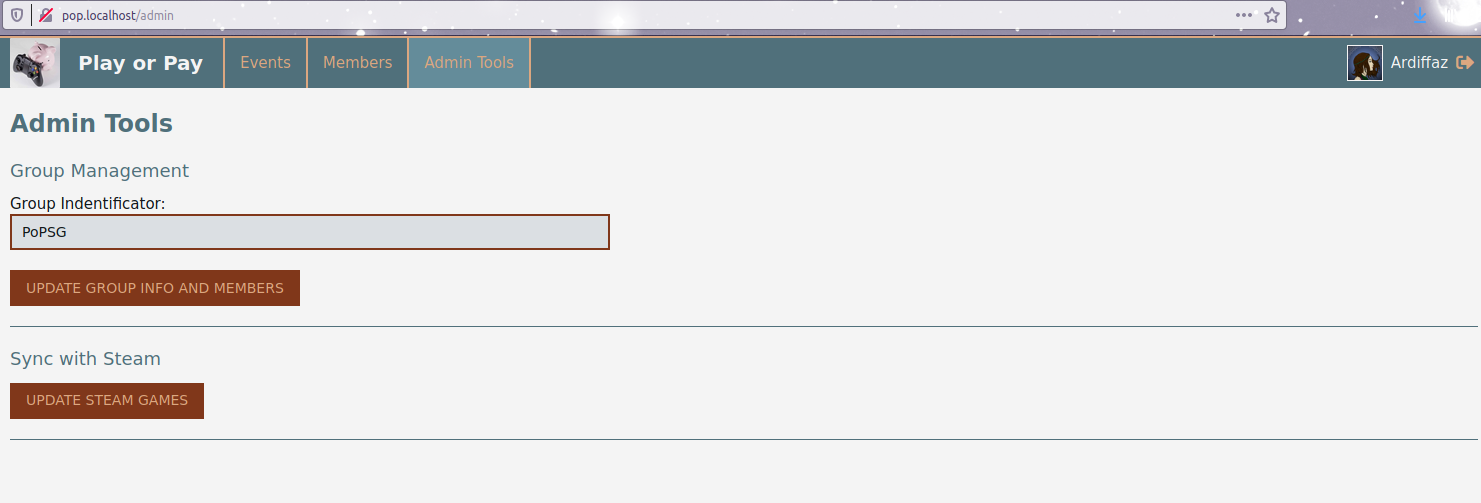 pop.localhost/admin
Play or Pay Events Members Admin Tools Ardiffaz
Admin Tools
Group Management
Group Indentificator:
PoPSG
UPDATE GROUP INFO AND MEMBERS
Sync with Steam
UPDATE STEAM GAMES